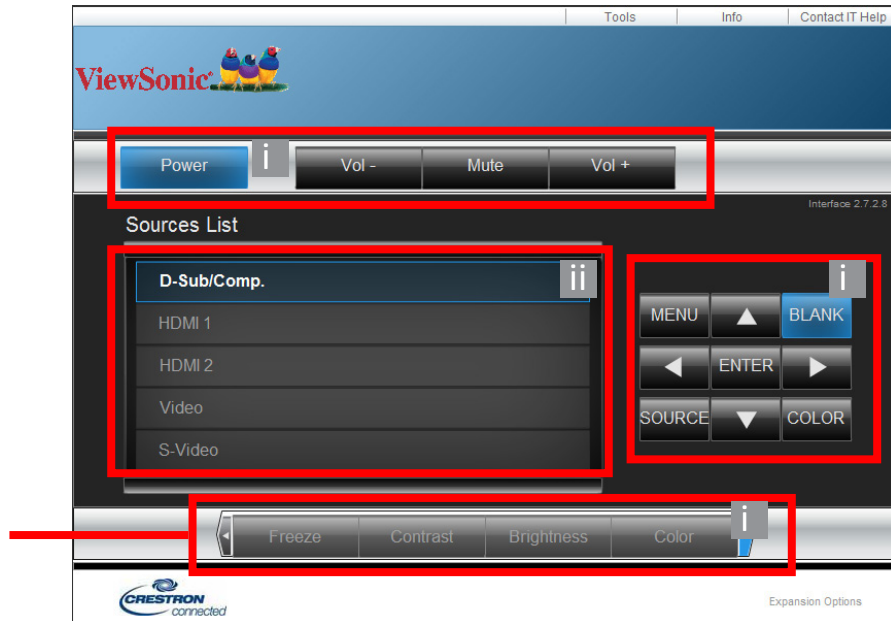 Tools Info Contact IT Help
ViewSonic®
Power i Vol - Mute Vol +
Interface 2.7.2.8
Sources List
D-Sub/Comp. ii
HDMI 1
HDMI 2
Video
S-Video
i
MENU BLANK
ENTER
SOURCE COLOR
Freeze Contrast Brightness Color i
CRESTRON
connected
Expansion Options